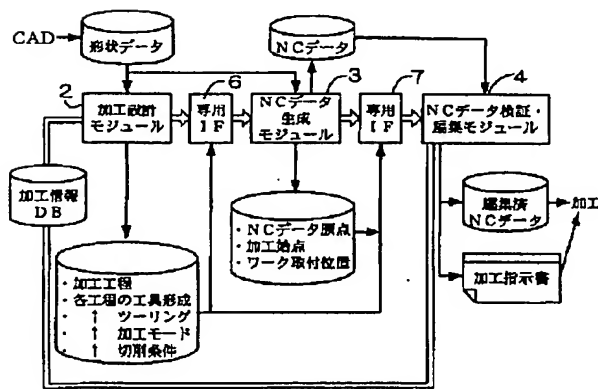 CAD
形状データ
NCデータ
2
加工設計
モジュール
6
専用
IF
3
NCデータ
生成
モジュール
7
専用
IF
4
NCデータ検証・
編集モジュール
加工情報
DB
・NCデータ原点
・加工始点
・ワーク取付位置
編集済
NCデータ
加工
加工指示書
・加工工程
・各工程の工具形成
・ ↑ ツーリング
・ ↑ 加工モード
・ ↑ 切削条件